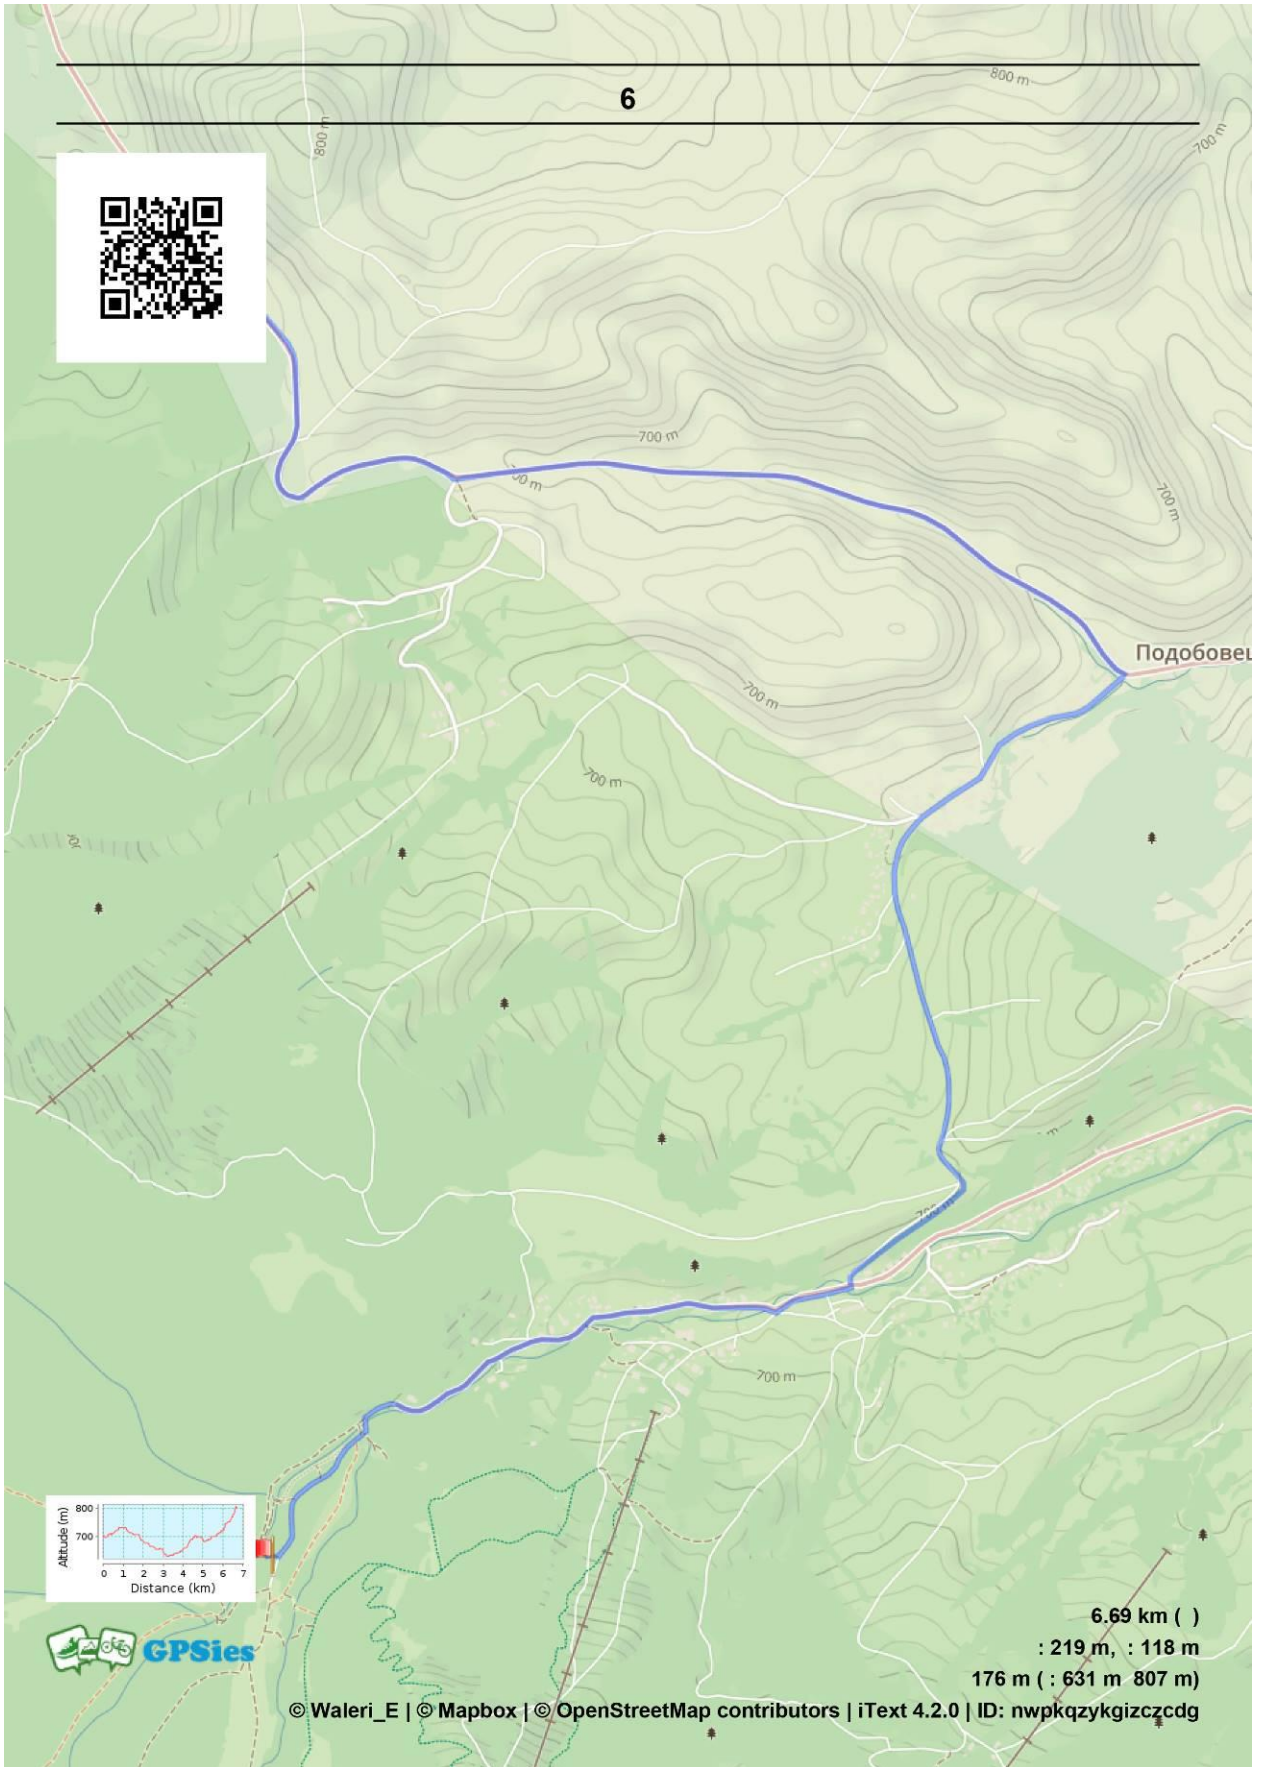 800 m
6
800 m
700 m
700 m
700 m
700 m
Подобовец
700 m
700 m
700 m
Altitude (m)
800
700
0 1 2 3 4 5 6 7
Distance (km)
GPSies
6.69 km ( )
: 219 m, : 118 m
176 m ( : 631 m 807 m)
© Waleri_E | © Mapbox | © OpenStreetMap contributors | iText 4.2.0 | ID: nwpkqzykgizczcdg